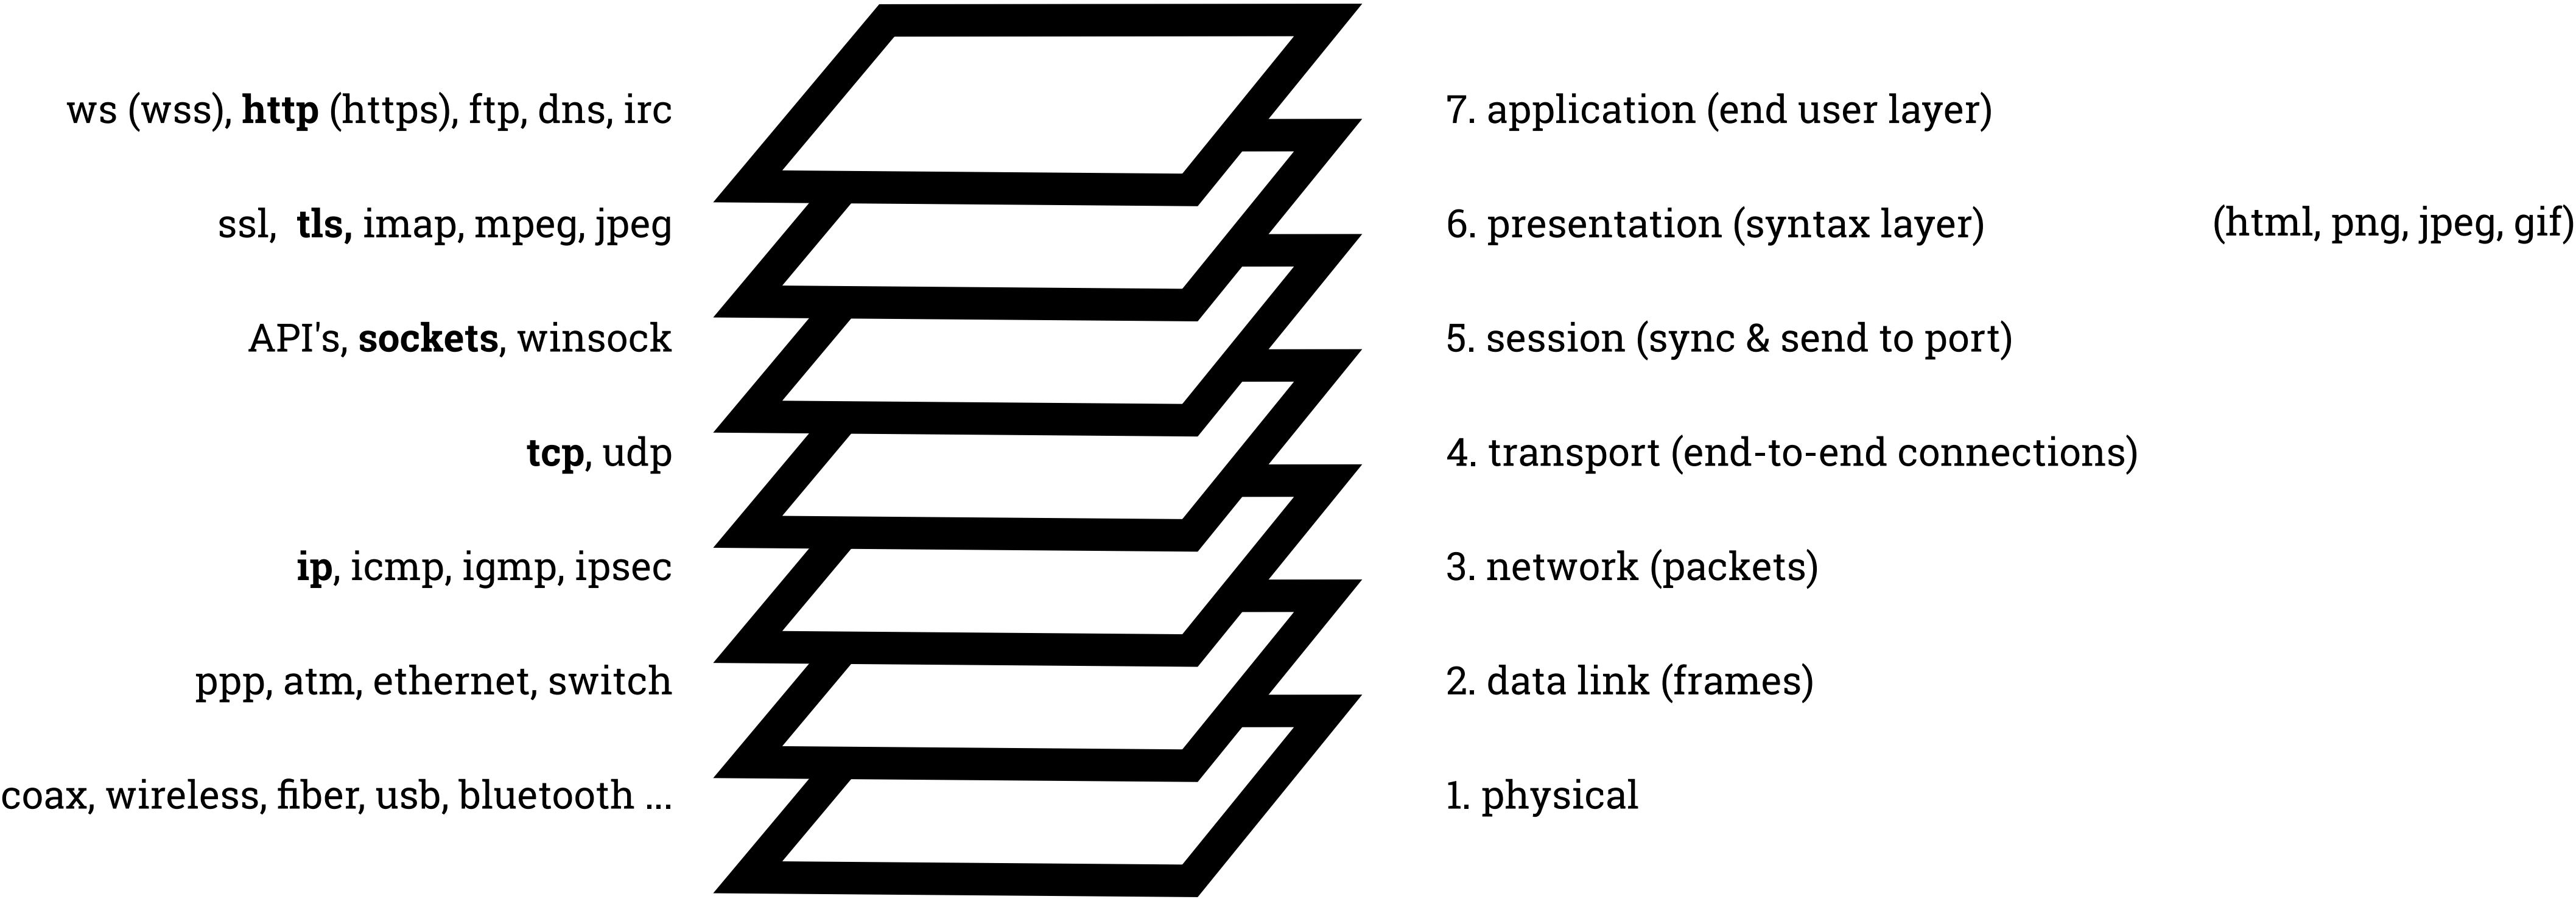 ws (wss), http (https), ftp, dns, irc
7. application (end user layer)
ssl, tls, imap, mpeg, jpeg
6. presentation (syntax layer)
(html, png, jpeg, gif)
API's, sockets, winsock
5. session (sync & send to port)
tcp, udp
4. transport (end-to-end connections)
ip, icmp, igmp, ipsec
3. network (packets)
ppp, atm, ethernet, switch
2. data link (frames)
coax, wireless, fiber, usb, bluetooth ...
1. physical